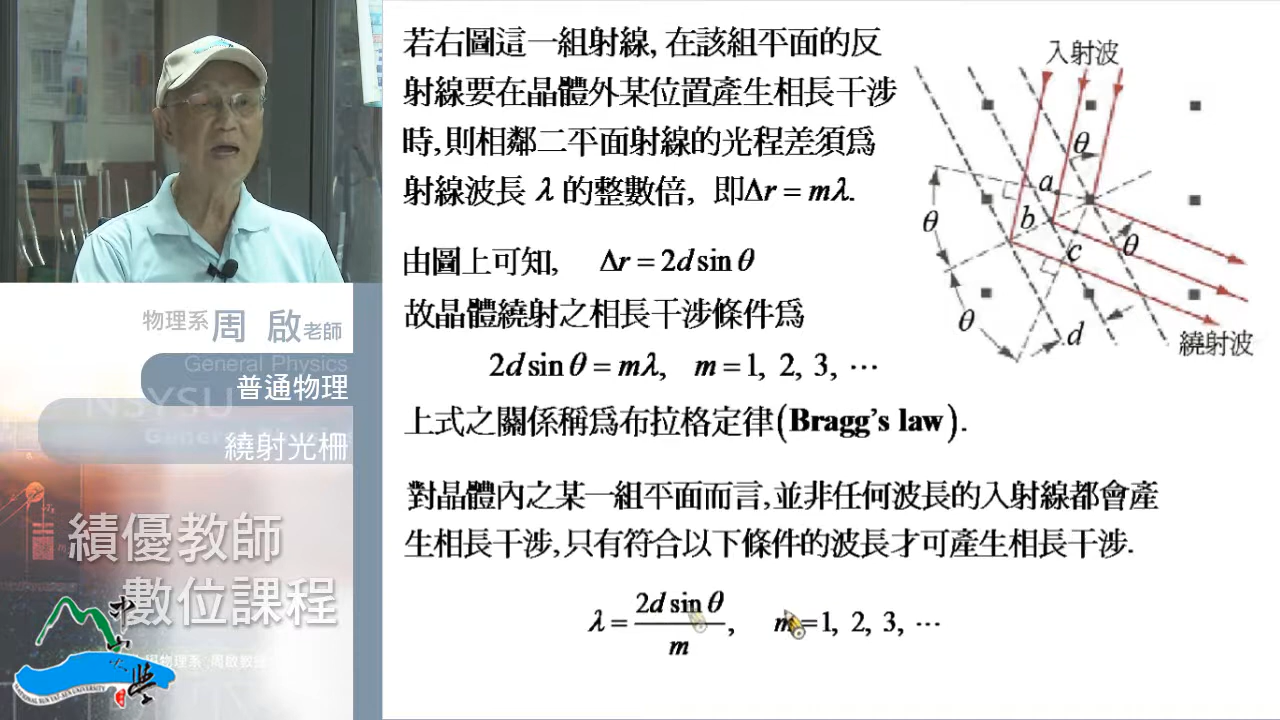 若右圖這一組射線, 在該組平面的反
射線要在晶體外某位置產生相長干涉
時,則相鄰二平面射線的光程差須為
射線波長 λ 的整數倍, 即Δr = mλ.
由圖上可知, Δr = 2d sin θ
故晶體繞射之相長干涉條件為
2d sin θ = mλ, m = 1, 2, 3, ⋯
上式之關係稱為布拉格定律(Bragg's law).
對晶體內之某一組平面而言,並非任何波長的入射線都會產
生相長干涉,只有符合以下條件的波長才可產生相長干涉.
λ = 2d sin θ / m, m = 1, 2, 3, ⋯
入射波
θ
a
θ
b
c
θ
θ
d
繞射波
物理系 周 啟 老師
General Physics
普通物理
NSYSU
繞射光柵
績優教師
數位課程